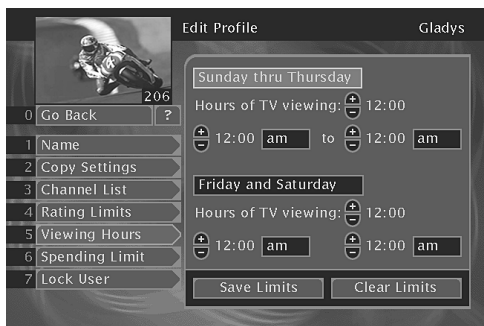 Edit Profile Gladys
206
0 Go Back ?
1 Name
2 Copy Settings
3 Channel List
4 Rating Limits
5 Viewing Hours
6 Spending Limit
7 Lock User
Sunday thru Thursday
Hours of TV viewing: + − 12:00
+ − 12:00 am to + − 12:00 am
Friday and Saturday
Hours of TV viewing: + − 12:00
+ − 12:00 am + − 12:00 am
Save Limits Clear Limits